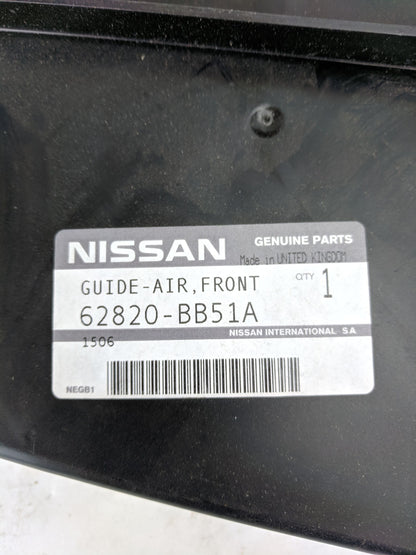 NISSAN GENUINE PARTS
Made in UNITED KINGDOM
GUIDE-AIR,FRONT QTY 1
62820-BB51A
NISSAN INTERNATIONAL SA
1506
NEGB1